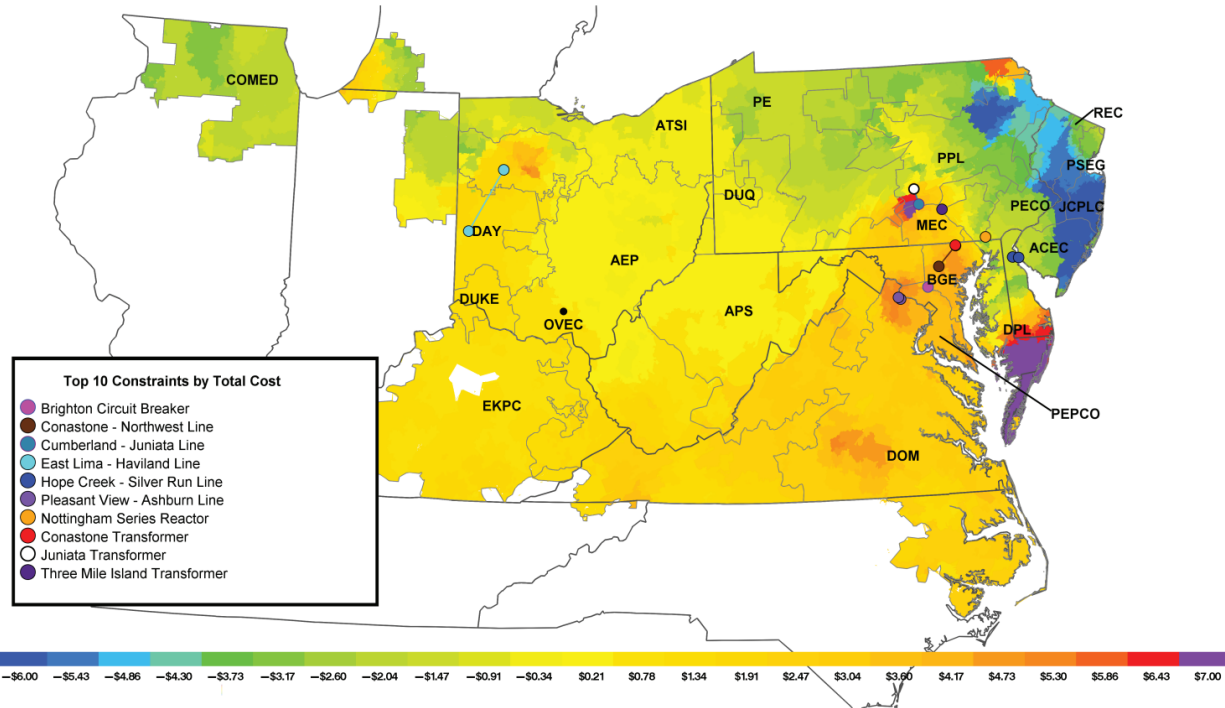 COMED
PE
ATSI
REC
PPL
PSEG
DUQ
PECO
JCPLC
MEC
DAY
ACEC
AEP
BGE
DUKE
APS
OVEC
DPL
PEPCO
EKPC
DOM
Top 10 Constraints by Total Cost
Brighton Circuit Breaker
Conastone - Northwest Line
Cumberland - Juniata Line
East Lima - Haviland Line
Hope Creek - Silver Run Line
Pleasant View - Ashburn Line
Nottingham Series Reactor
Conastone Transformer
Juniata Transformer
Three Mile Island Transformer
–$6.00 –$5.43 –$4.86 –$4.30 –$3.73 –$3.17 –$2.60 –$2.04 –$1.47 –$0.91 –$0.34 $0.21 $0.78 $1.34 $1.91 $2.47 $3.04 $3.60 $4.17 $4.73 $5.30 $5.86 $6.43 $7.00